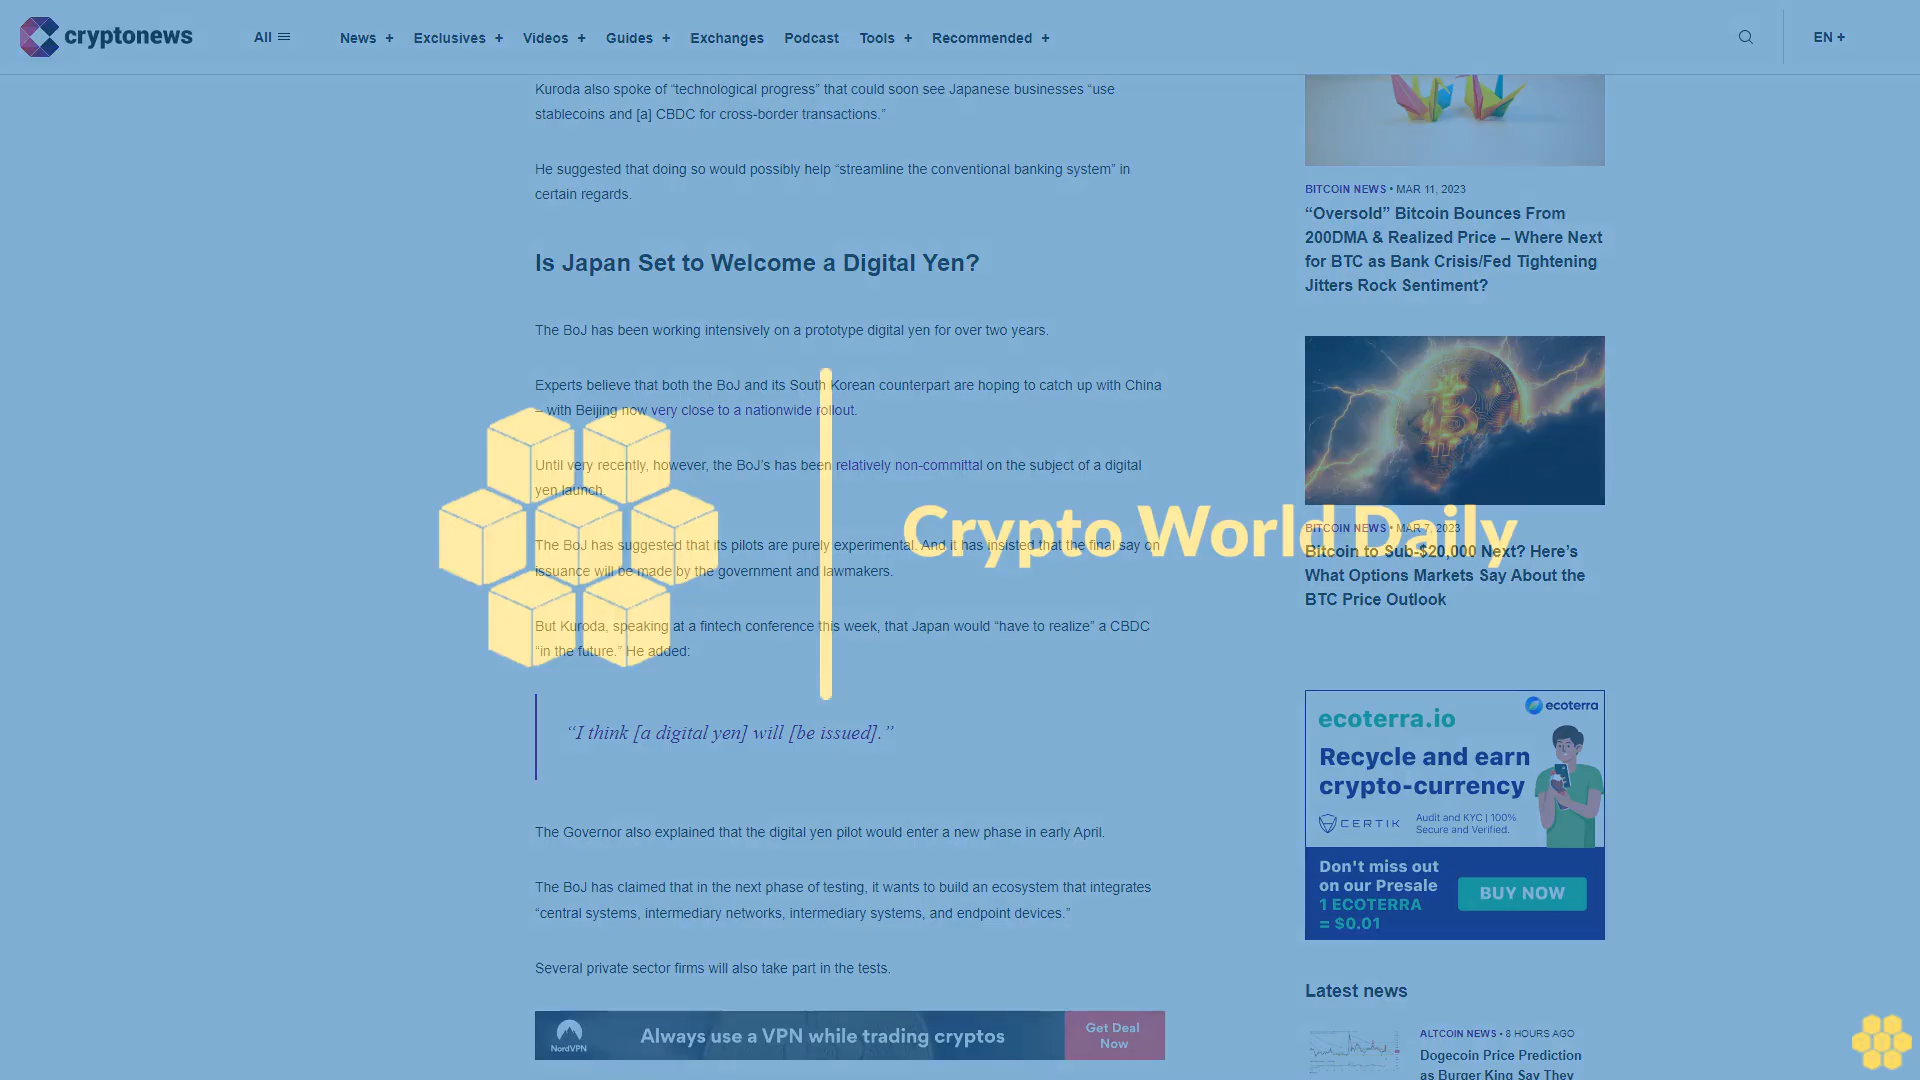 cryptonews
All
News +
Exclusives +
Videos +
Guides +
Exchanges
Podcast
Tools +
Recommended +
EN +
Kuroda also spoke of “technological progress” that could soon see Japanese businesses “use
stablecoins and [a] CBDC for cross-border transactions.”
He suggested that doing so would possibly help “streamline the conventional banking system” in
certain regards.
Is Japan Set to Welcome a Digital Yen?
The BoJ has been working intensively on a prototype digital yen for over two years.
Experts believe that both the BoJ and its South Korean counterpart are hoping to catch up with China
– with Beijing now very close to a nationwide rollout.
Until very recently, however, the BoJ’s has been relatively non-committal on the subject of a digital
yen launch.
The BoJ has suggested that its pilots are purely experimental. And it has insisted that the final say on
issuance will be made by the government and lawmakers.
But Kuroda, speaking at a fintech conference this week, that Japan would “have to realize” a CBDC
“in the future.” He added:
“I think [a digital yen] will [be issued].”
The Governor also explained that the digital yen pilot would enter a new phase in early April.
The BoJ has claimed that in the next phase of testing, it wants to build an ecosystem that integrates
“central systems, intermediary networks, intermediary systems, and endpoint devices.”
Several private sector firms will also take part in the tests.
NordVPN
Always use a VPN while trading cryptos
Get Deal
Now
Crypto World Daily
BITCOIN NEWS • MAR 11, 2023
“Oversold” Bitcoin Bounces From
200DMA & Realized Price – Where Next
for BTC as Bank Crisis/Fed Tightening
Jitters Rock Sentiment?
BITCOIN NEWS • MAR 7, 2023
Bitcoin to Sub-$20,000 Next? Here’s
What Options Markets Say About the
BTC Price Outlook
ecoterra
ecoterra.io
Recycle and earn
crypto-currency
CERTIK
Audit and KYC | 100%
Secure and Verified.
Don't miss out
on our Presale
1 ECOTERRA
= $0.01
BUY NOW
Latest news
ALTCOIN NEWS • 8 HOURS AGO
Dogecoin Price Prediction
as Burger King Say They